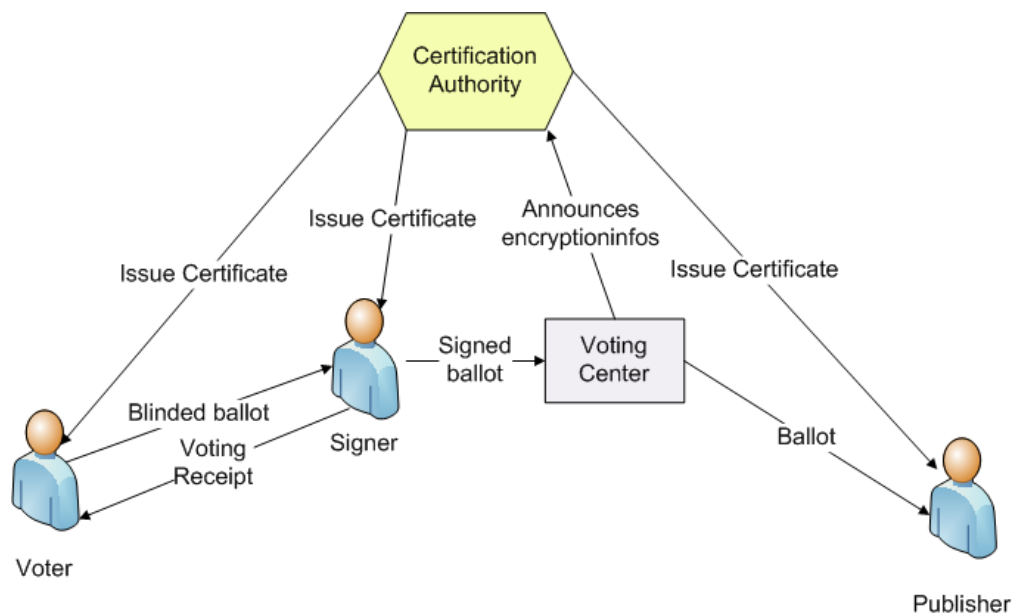 Certification
Authority
Issue Certificate
Announces
encryptioninfos
Issue Certificate
Issue Certificate
Signed
ballot
Voting
Center
Blinded ballot
Signer
Voting
Receipt
Ballot
Voter
Publisher